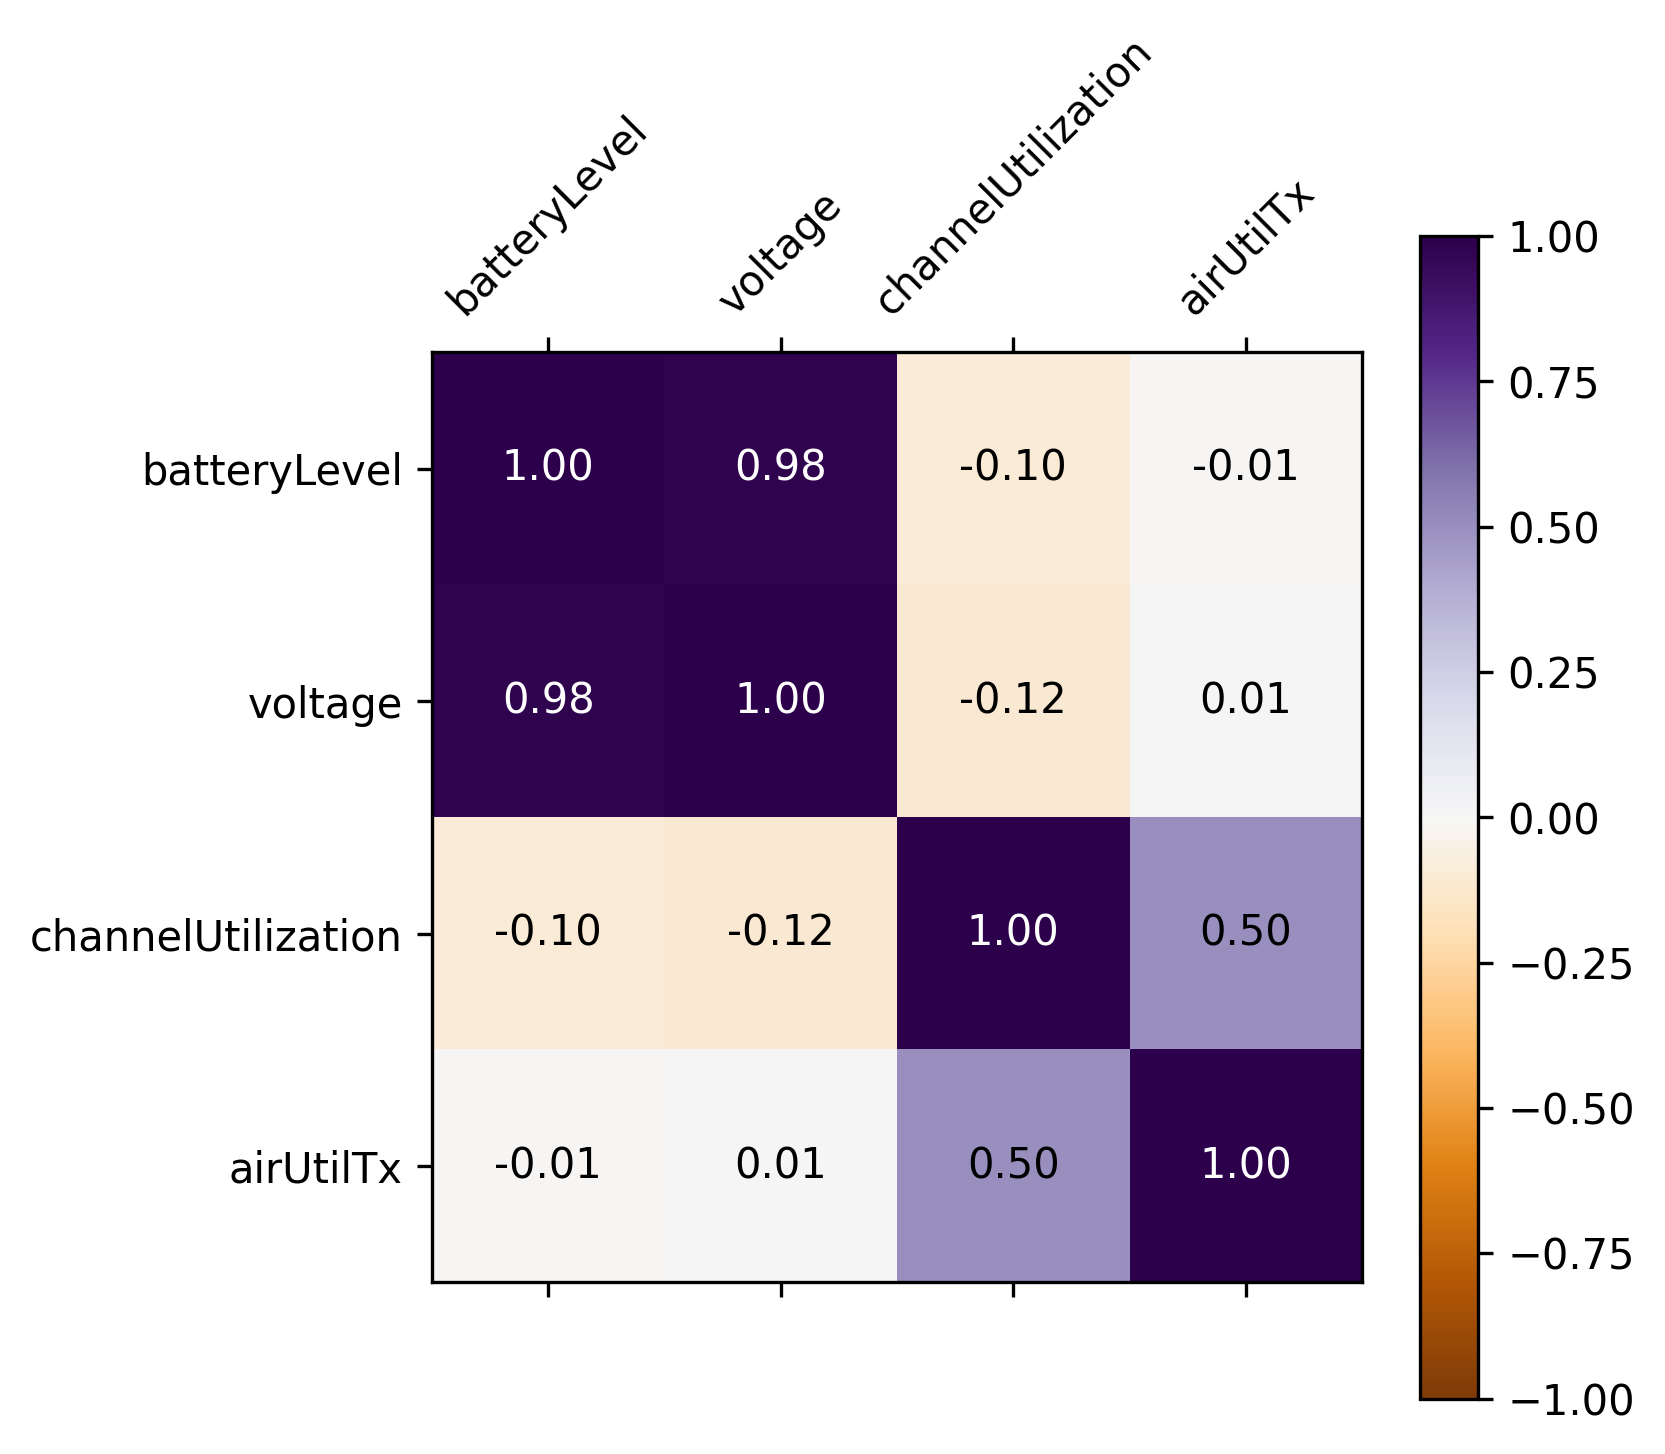 batteryLevel voltage channelUtilization airUtilTx
batteryLevel 1.00 0.98 -0.10 -0.01
voltage 0.98 1.00 -0.12 0.01
channelUtilization -0.10 -0.12 1.00 0.50
airUtilTx -0.01 0.01 0.50 1.00
1.00
0.75
0.50
0.25
0.00
−0.25
−0.50
−0.75
−1.00